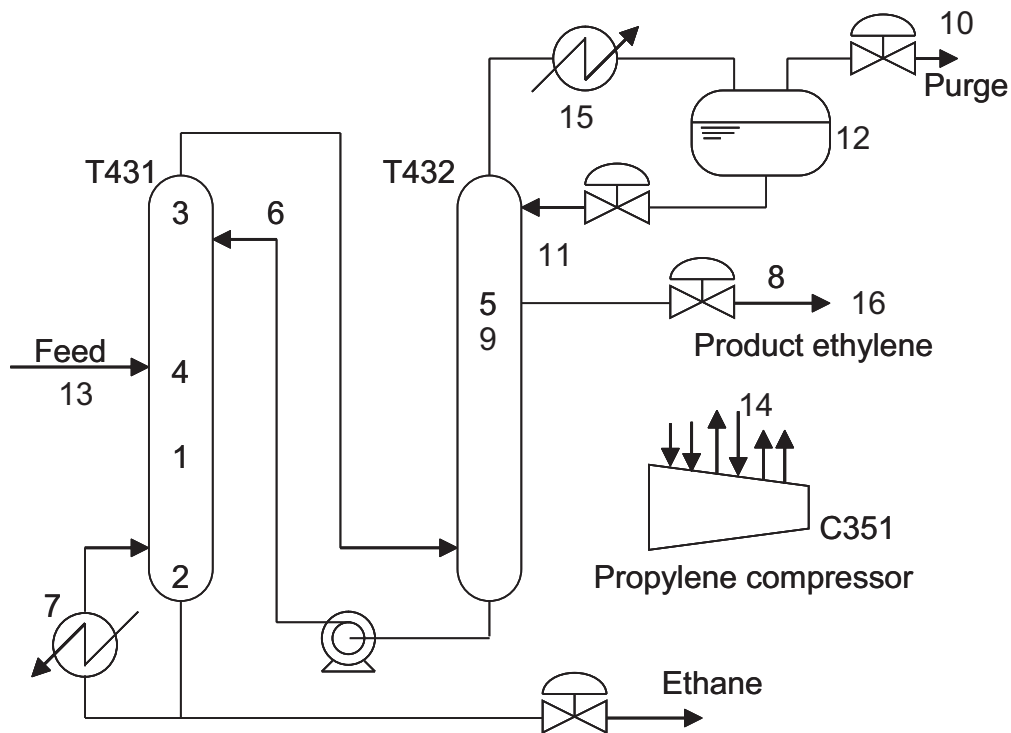 10
Purge
15
12
T431
T432
3
6
11
8
5
16
9
Feed
Product ethylene
4
13
14
1
C351
2
Propylene compressor
7
Ethane